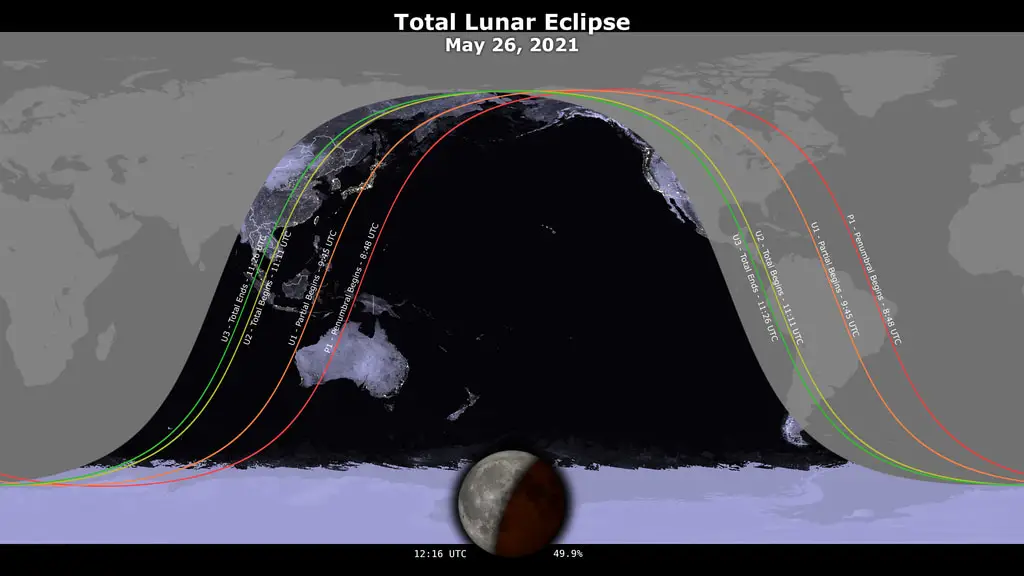 Total Lunar Eclipse
May 26, 2021
U3 - Total Ends - 11:26 UTC
U2 - Total Begins - 11:11 UTC
U1 - Partial Begins - 9:45 UTC
P1 - Penumbral Begins - 8:48 UTC
U3 - Total Ends - 11:26 UTC
U2 - Total Begins - 11:11 UTC
U1 - Partial Begins - 9:45 UTC
P1 - Penumbral Begins - 8:48 UTC
12:16 UTC
49.9%